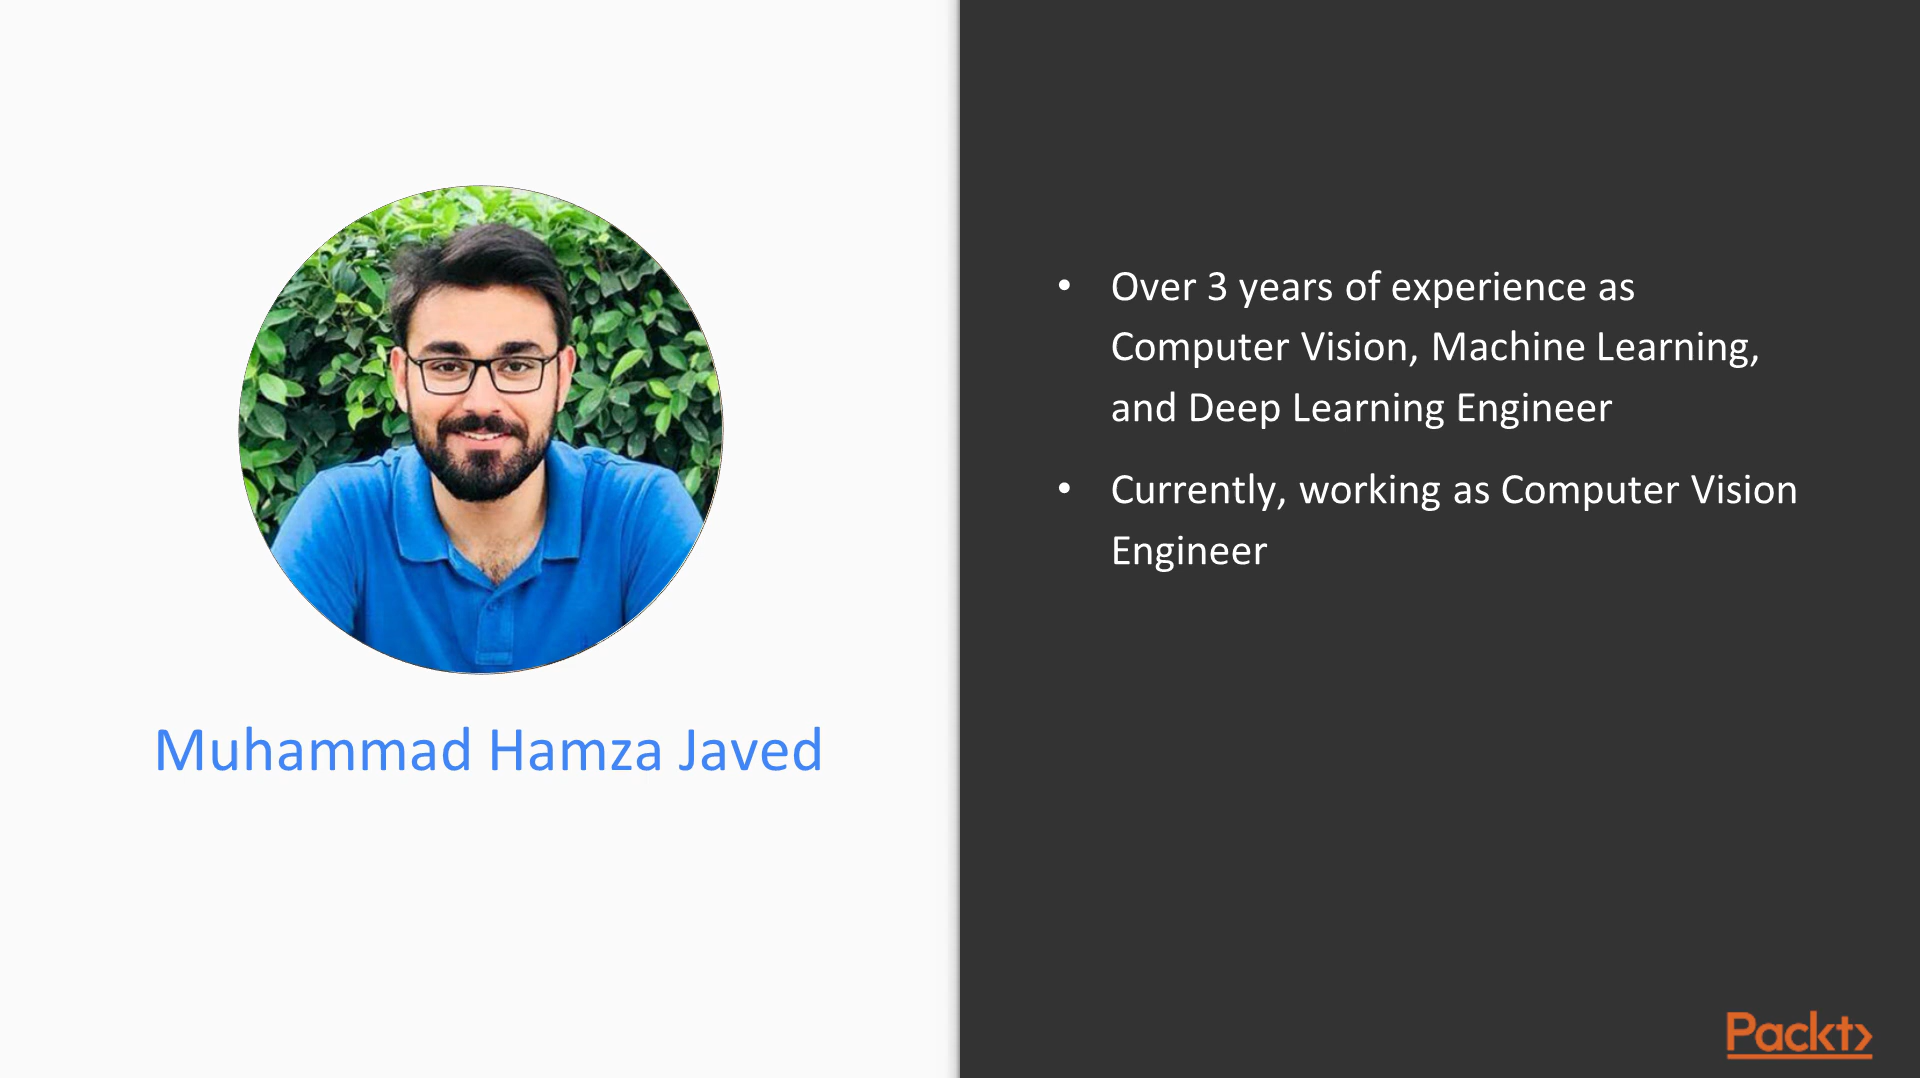 Muhammad Hamza Javed
• Over 3 years of experience as
Computer Vision, Machine Learning,
and Deep Learning Engineer
• Currently, working as Computer Vision
Engineer
Packt>